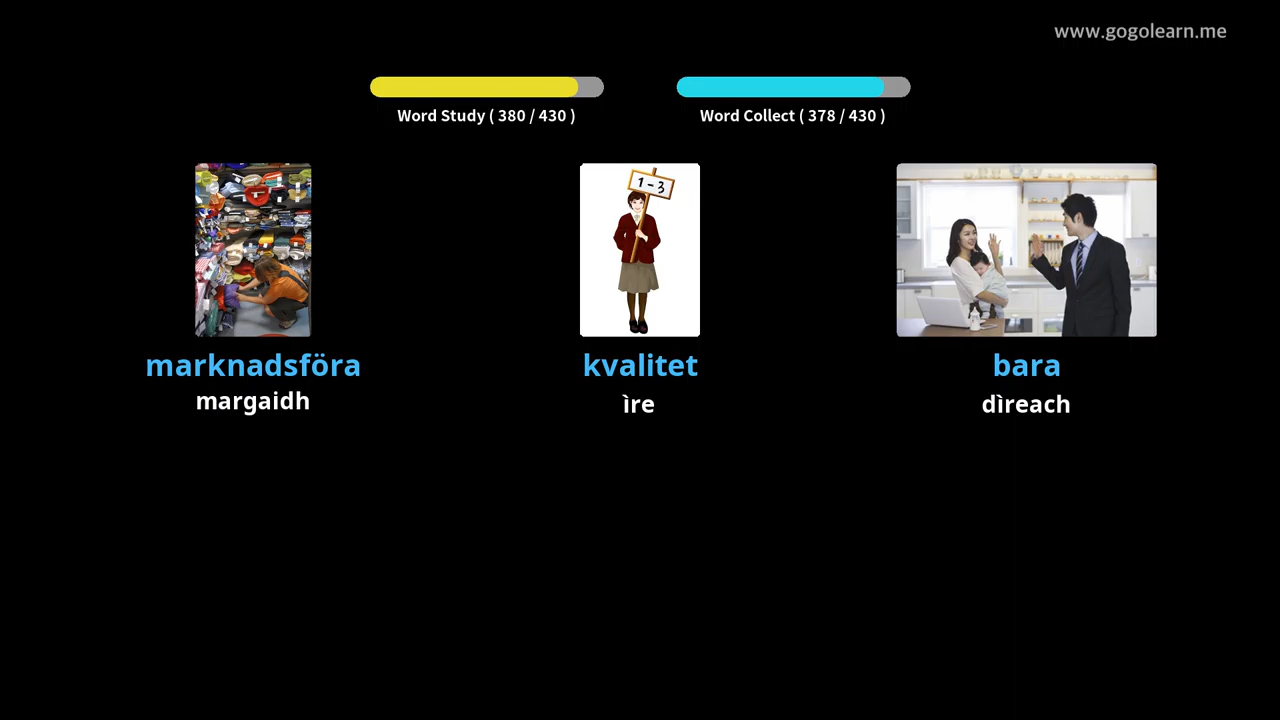 www.gogolearn.me
Word Study ( 380 / 430 )
Word Collect ( 378 / 430 )
1 - 3
marknadsföra
margaidh
kvalitet
ìre
bara
dìreach